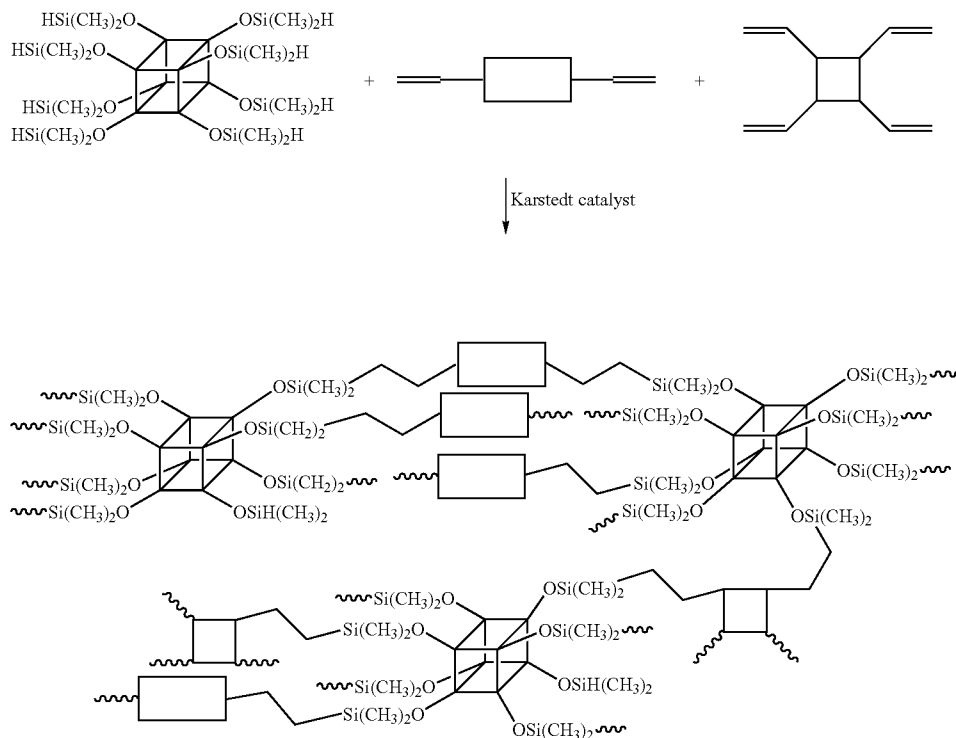 HSi(CH₃)₂O
OSi(CH₃)₂H
HSi(CH₃)₂O
OSi(CH₃)₂H
+
+
HSi(CH₃)₂O
OSi(CH₃)₂H
HSi(CH₃)₂O
OSi(CH₃)₂H
Karstedt catalyst
OSi(CH₃)₂
Si(CH₃)₂O
OSi(CH₃)₂
Si(CH₃)₂O
Si(CH₃)₂O
OSi(CH₂)₂
Si(CH₃)₂O
OSi(CH₃)₂
Si(CH₃)₂O
OSi(CH₂)₂
Si(CH₃)₂O
OSi(CH₃)₂
Si(CH₃)₂O
OSiH(CH₃)₂
Si(CH₃)₂O
OSi(CH₃)₂
OSi(CH₃)₂
Si(CH₃)₂O
Si(CH₃)₂O
OSi(CH₃)₂
Si(CH₃)₂O
OSiH(CH₃)₂
Si(CH₃)₂O
OSi(CH₃)₂